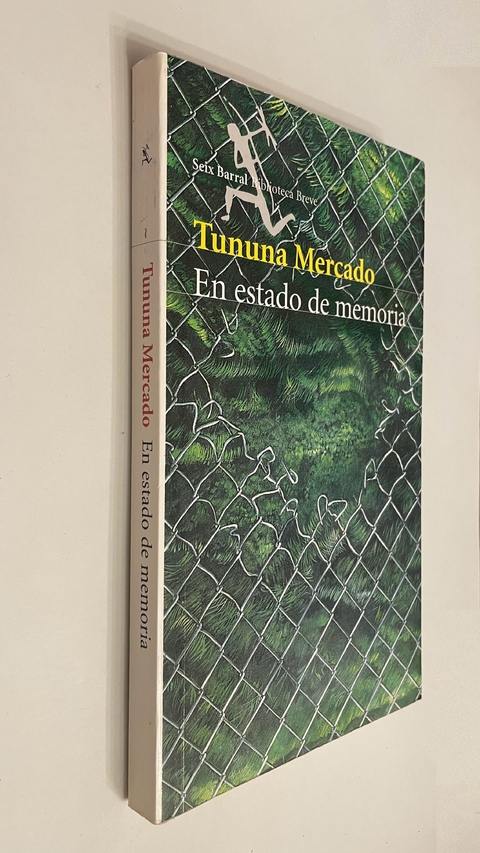 Seix Barral Biblioteca Breve
Tununa Mercado
En estado de memoria
Tununa Mercado En estado de memoria